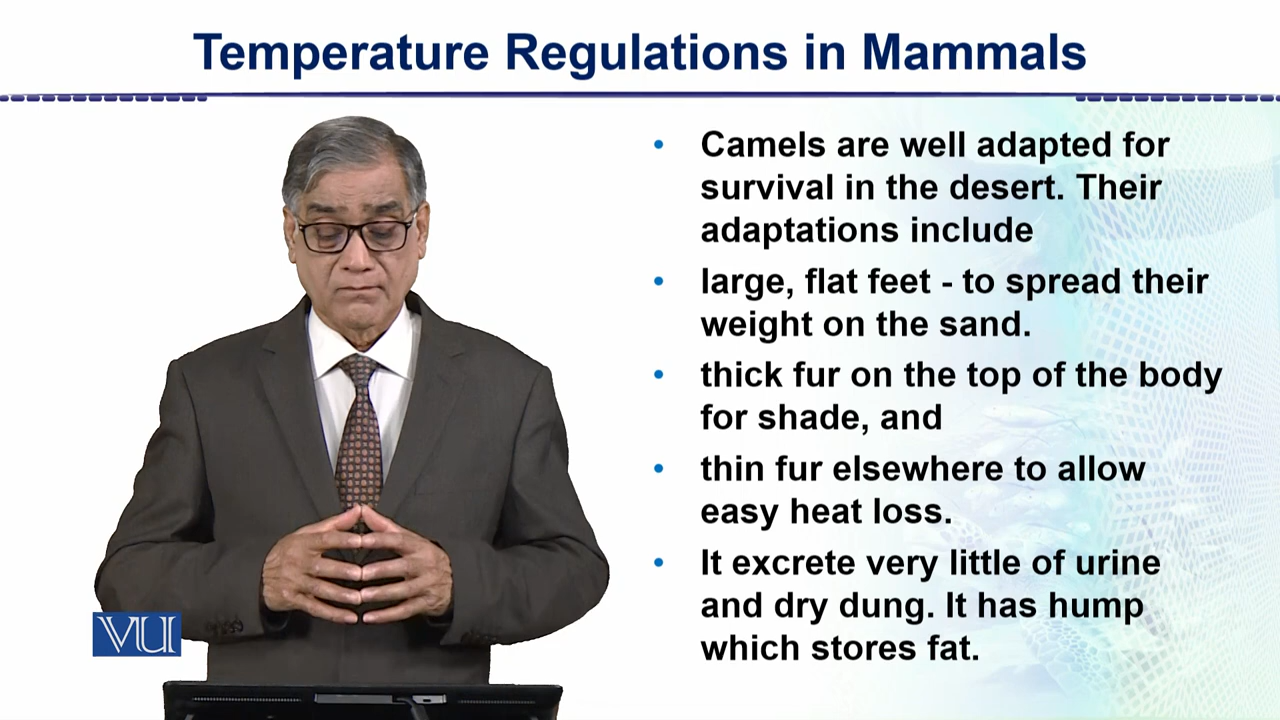 Temperature Regulations in Mammals
• Camels are well adapted for
survival in the desert. Their
adaptations include
• large, flat feet - to spread their
weight on the sand.
• thick fur on the top of the body
for shade, and
• thin fur elsewhere to allow
easy heat loss.
• It excrete very little of urine
and dry dung. It has hump
which stores fat.
VU